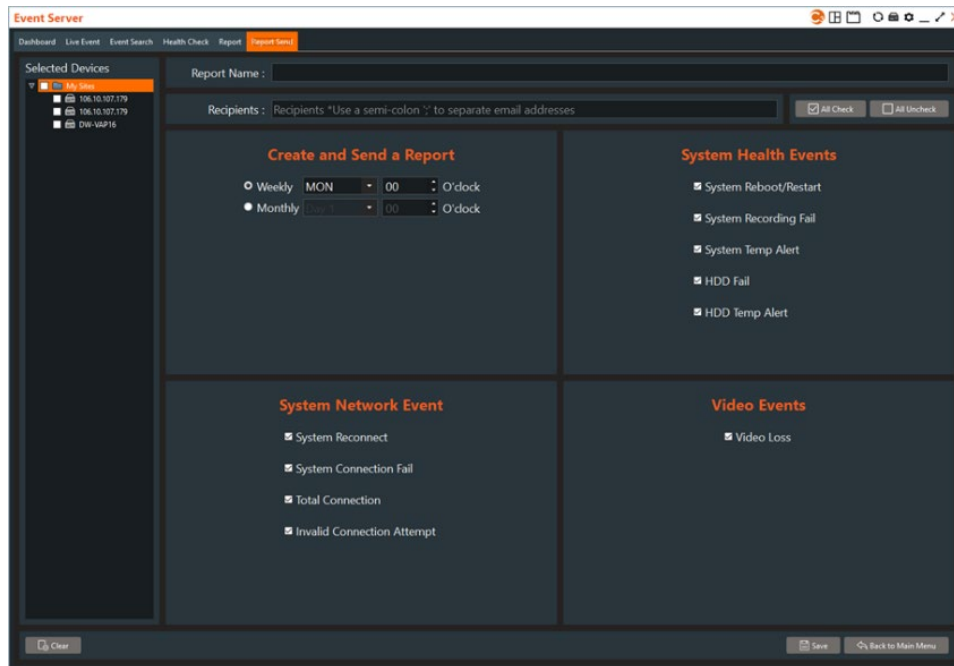 Event Server
Dashboard Live Event Event Search Health Check Report Report Send
Selected Devices
My Sites
106.10.107.179
106.10.107.179
DW-VAP16
Report Name :
Recipients : Recipients *Use a semi-colon ';' to separate email addresses
All Check All Uncheck
Create and Send a Report
Weekly MON 00 O'clock
Monthly Day 1 00 O'clock
System Health Events
System Reboot/Restart
System Recording Fail
System Temp Alert
HDD Fail
HDD Temp Alert
System Network Event
System Reconnect
System Connection Fail
Total Connection
Invalid Connection Attempt
Video Events
Video Loss
Clear
Save Back to Main Menu